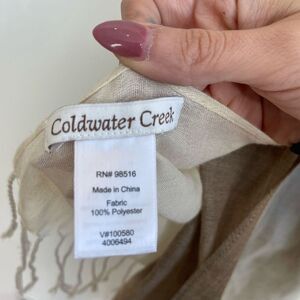 Coldwater Creek
RN# 98516
Made in China
Fabric
100% Polyester
V#100580
4006494